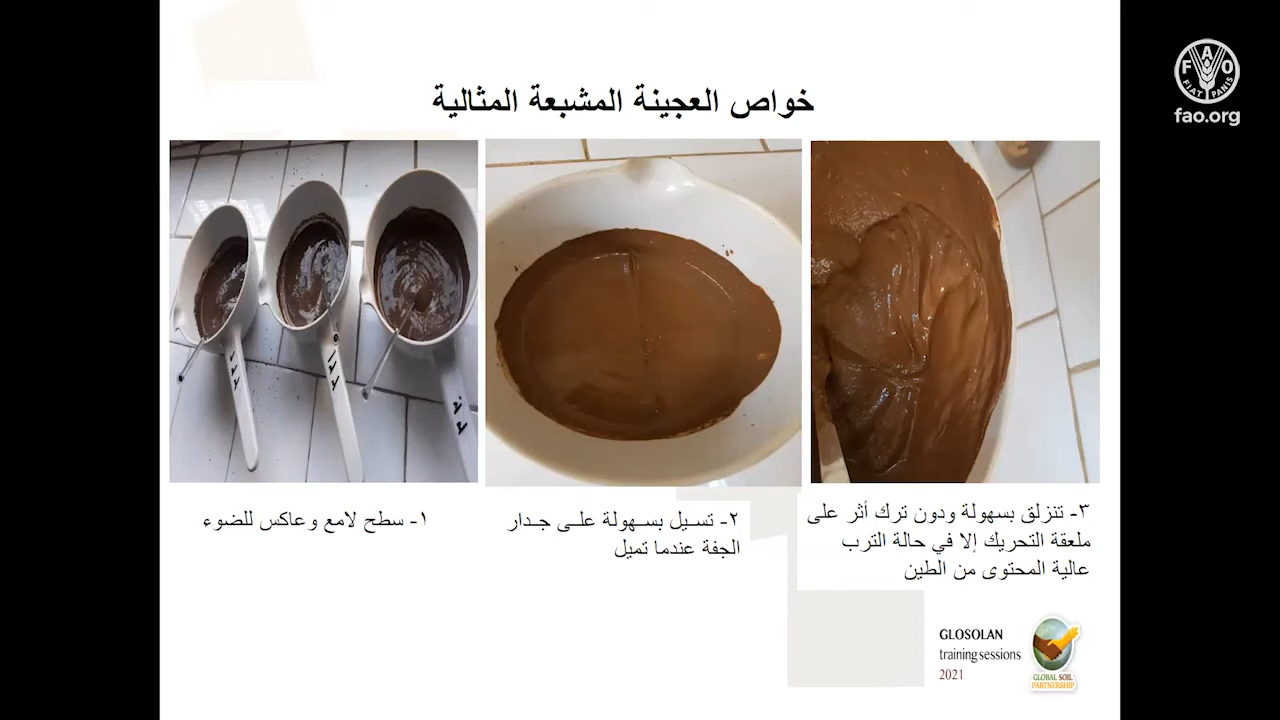 خواص العجينة المشبعة المثالية
١- سطح لامع وعاكس للضوء
٢- تسيل بسهولة على جدار
الجفة عندما تميل
٣- تنزلق بسهولة ودون ترك أثر على
ملعقة التحريك إلا في حالة الترب
عالية المحتوى من الطين
GLOSOLAN
training sessions
2021
GLOBAL SOIL
PARTNERSHIP
FAO
FIAT PANIS
fao.org